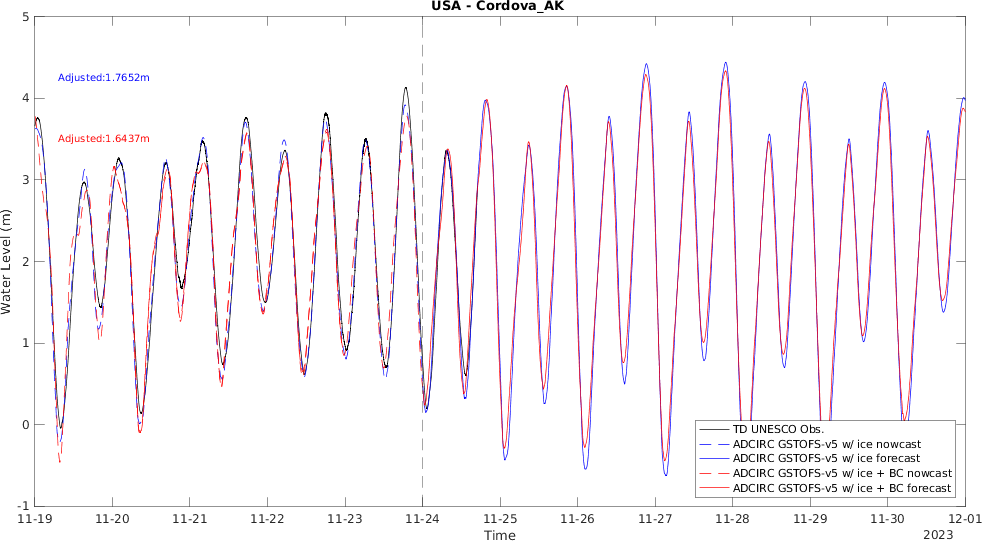 USA - Cordova_AK
5
4
3
2
1
0
-1
Water Level (m)
Adjusted:1.7652m
Adjusted:1.6437m
TD UNESCO Obs.
ADCIRC GSTOFS-v5 w/ ice nowcast
ADCIRC GSTOFS-v5 w/ ice forecast
ADCIRC GSTOFS-v5 w/ ice + BC nowcast
ADCIRC GSTOFS-v5 w/ ice + BC forecast
11-19 11-20 11-21 11-22 11-23 11-24 11-25 11-26 11-27 11-28 11-29 11-30 12-01
Time
2023